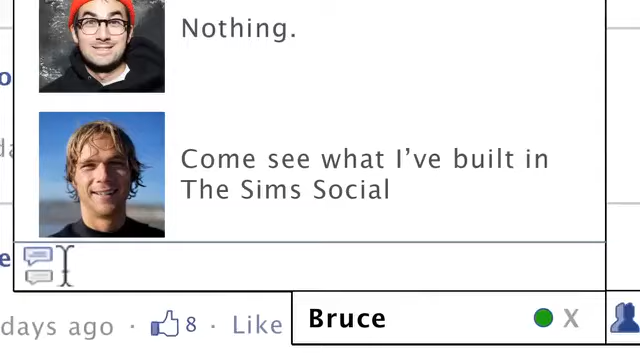 Nothing.
Come see what I've built in
The Sims Social
days ago · 8 · Like
Bruce
X